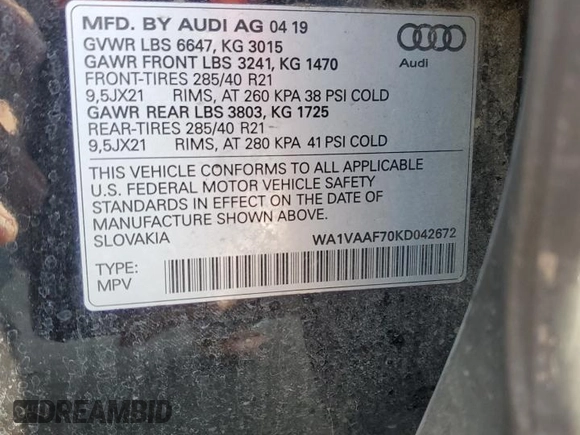 MFD. BY AUDI AG 04 19
GVWR LBS 6647, KG 3015
GAWR FRONT LBS 3241, KG 1470
FRONT-TIRES 285/40 R21
9,5JX21 RIMS, AT 260 KPA 38 PSI COLD
GAWR REAR LBS 3803, KG 1725
REAR-TIRES 285/40 R21
9,5JX21 RIMS, AT 280 KPA 41 PSI COLD
Audi
THIS VEHICLE CONFORMS TO ALL APPLICABLE
U.S. FEDERAL MOTOR VEHICLE SAFETY
STANDARDS IN EFFECT ON THE DATE OF
MANUFACTURE SHOWN ABOVE.
SLOVAKIA WA1VAAF70KD042672
TYPE:
MPV
DREAMBID